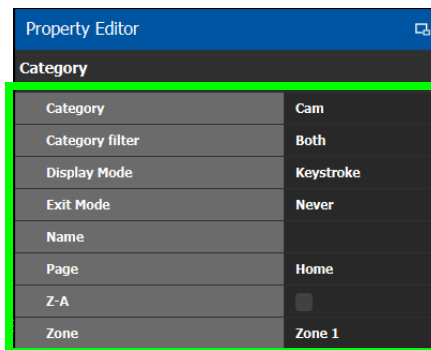 Property Editor
Category
Category Cam
Category filter Both
Display Mode Keystroke
Exit Mode Never
Name
Page Home
Z-A
Zone Zone 1